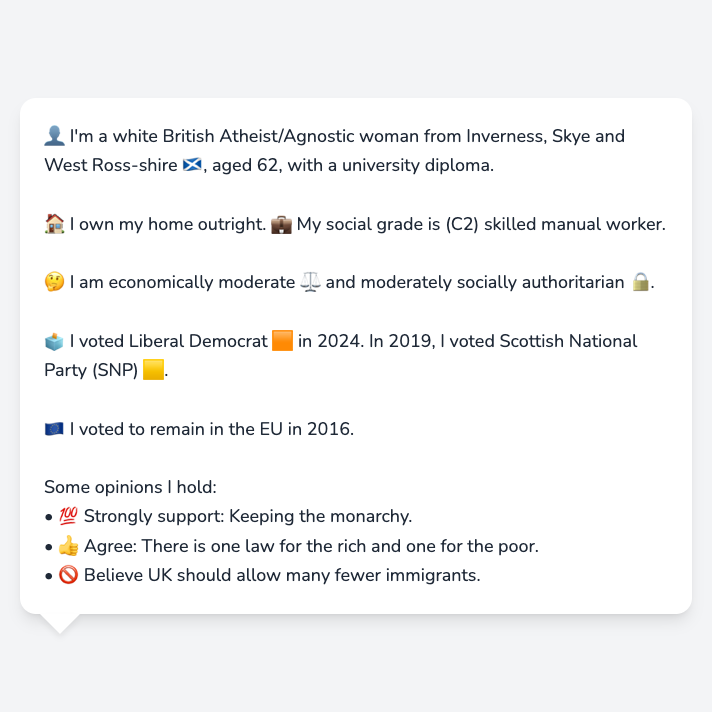 👤 I'm a white British Atheist/Agnostic woman from Inverness, Skye and
West Ross-shire 🏴󠁧󠁢󠁳󠁣󠁴󠁿, aged 62, with a university diploma.
🏠 I own my home outright. 💼 My social grade is (C2) skilled manual worker.
🤔 I am economically moderate ⚖️ and moderately socially authoritarian 🔒.
🗳️ I voted Liberal Democrat 🟧 in 2024. In 2019, I voted Scottish National
Party (SNP) 🟨.
🇪🇺 I voted to remain in the EU in 2016.
Some opinions I hold:
• 💯 Strongly support: Keeping the monarchy.
• 👍 Agree: There is one law for the rich and one for the poor.
• 🚫 Believe UK should allow many fewer immigrants.